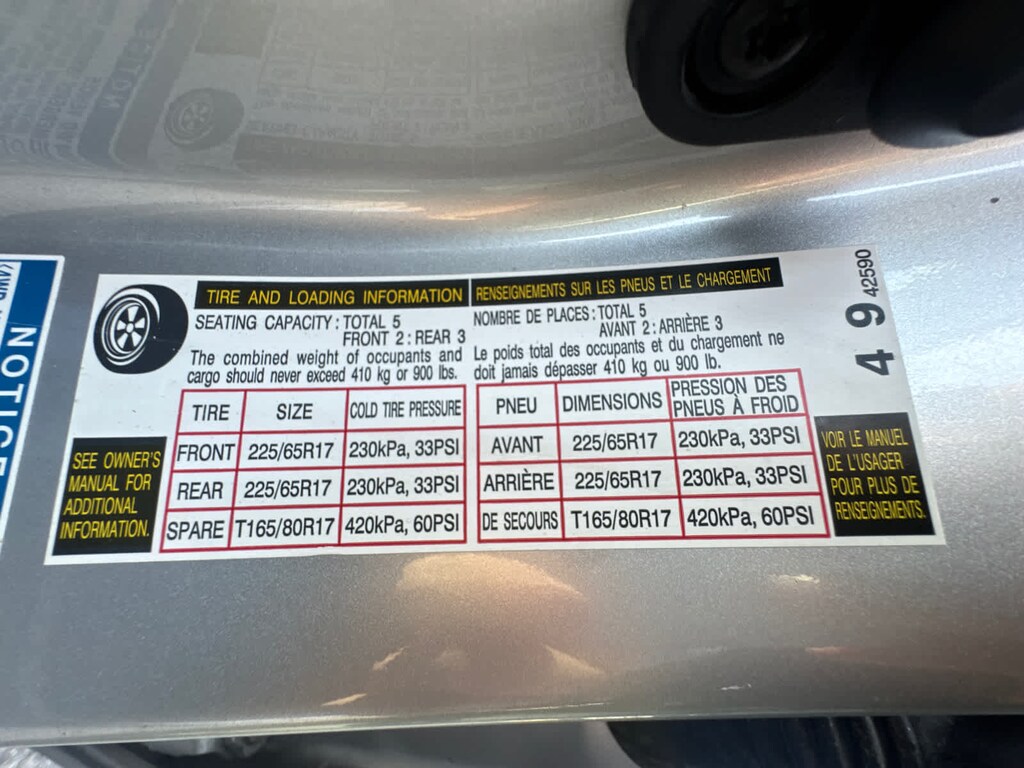 TIRE AND LOADING INFORMATION
SEATING CAPACITY : TOTAL 5
FRONT 2 : REAR 3
The combined weight of occupants and
cargo should never exceed 410 kg or 900 lbs.
TIRE SIZE COLD TIRE PRESSURE
FRONT 225/65R17 230kPa, 33PSI
REAR 225/65R17 230kPa, 33PSI
SPARE T165/80R17 420kPa, 60PSI
SEE OWNER'S
MANUAL FOR
ADDITIONAL
INFORMATION.
RENSEIGNEMENTS SUR LES PNEUS ET LE CHARGEMENT
NOMBRE DE PLACES : TOTAL 5
AVANT 2 : ARRIÈRE 3
Le poids total des occupants et du chargement ne
doit jamais dépasser 410 kg ou 900 lb.
PNEU DIMENSIONS PRESSION DES
PNEUS À FROID
AVANT 225/65R17 230kPa, 33PSI
ARRIÈRE 225/65R17 230kPa, 33PSI
DE SECOURS T165/80R17 420kPa, 60PSI
VOIR LE MANUEL
DE L'USAGER
POUR PLUS DE
RENSEIGNEMENTS.
4 9 42590
NOTICE